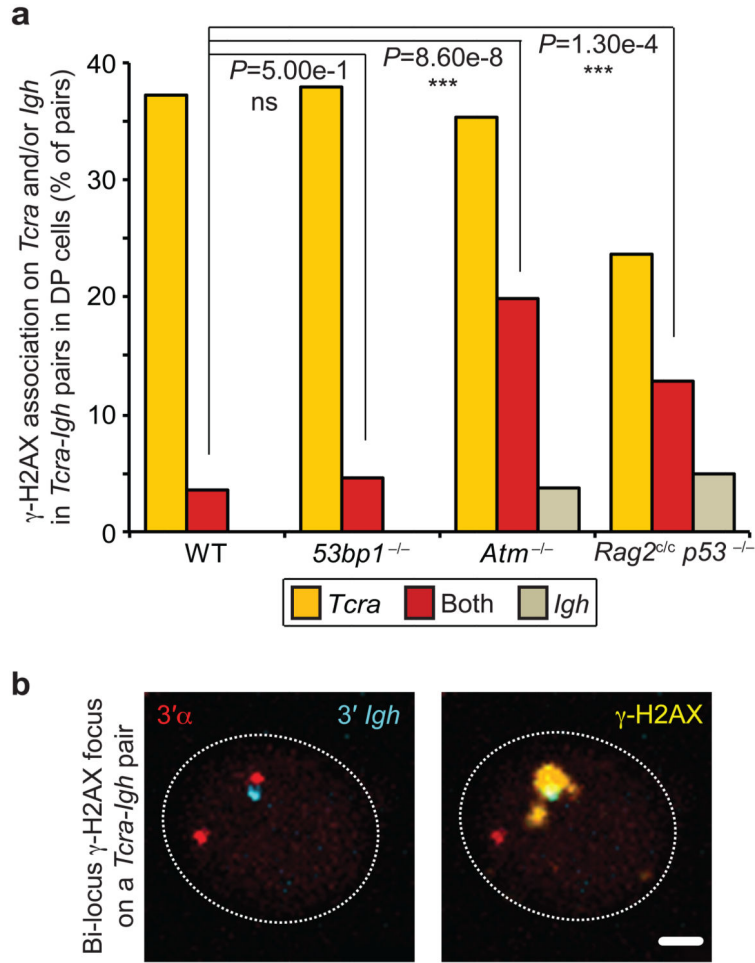 a
γ-H2AX association on Tcra and/or Igh
in Tcra-Igh pairs in DP cells (% of pairs)
40
30
20
10
0
P=5.00e-1
ns
P=8.60e-8
***
P=1.30e-4
***
WT
53bp1 –/–
Atm –/–
Rag2c/c p53 –/–
Tcra
Both
Igh
b
Bi-locus γ-H2AX focus
on a Tcra-Igh pair
3′α
3′ Igh
γ-H2AX